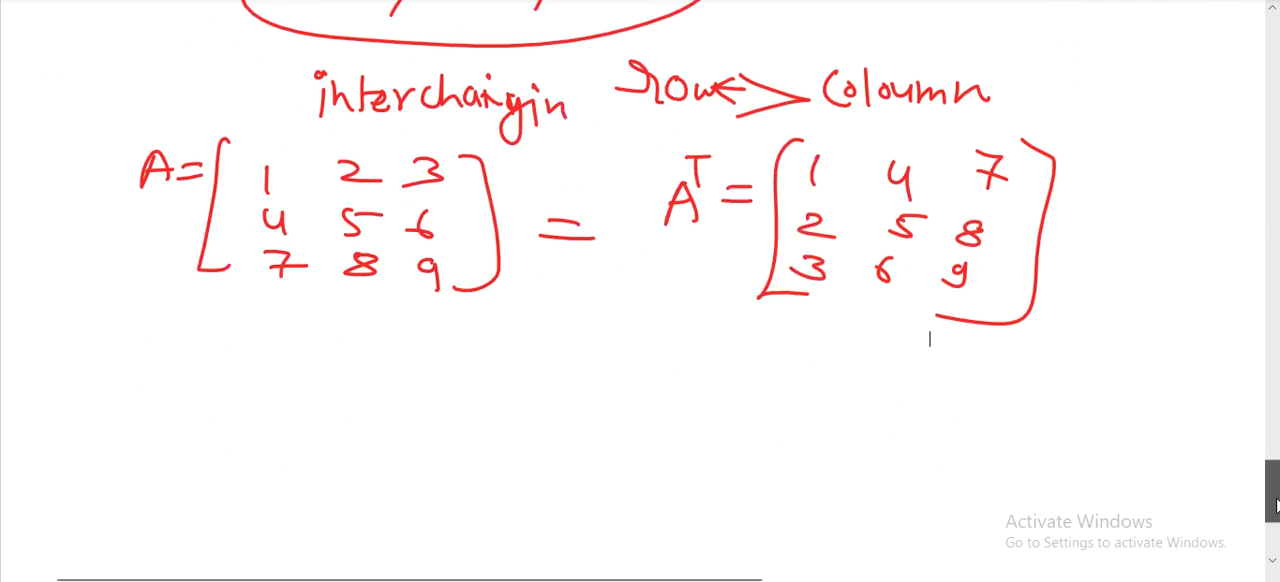 interchaigin row <> Coloumn
A = [ 1 2 3 = A^T = [ 1 4 7 ]
4 5 6 ] 2 5 8
7 8 9 3 6 9
Activate Windows
Go to Settings to activate Windows.